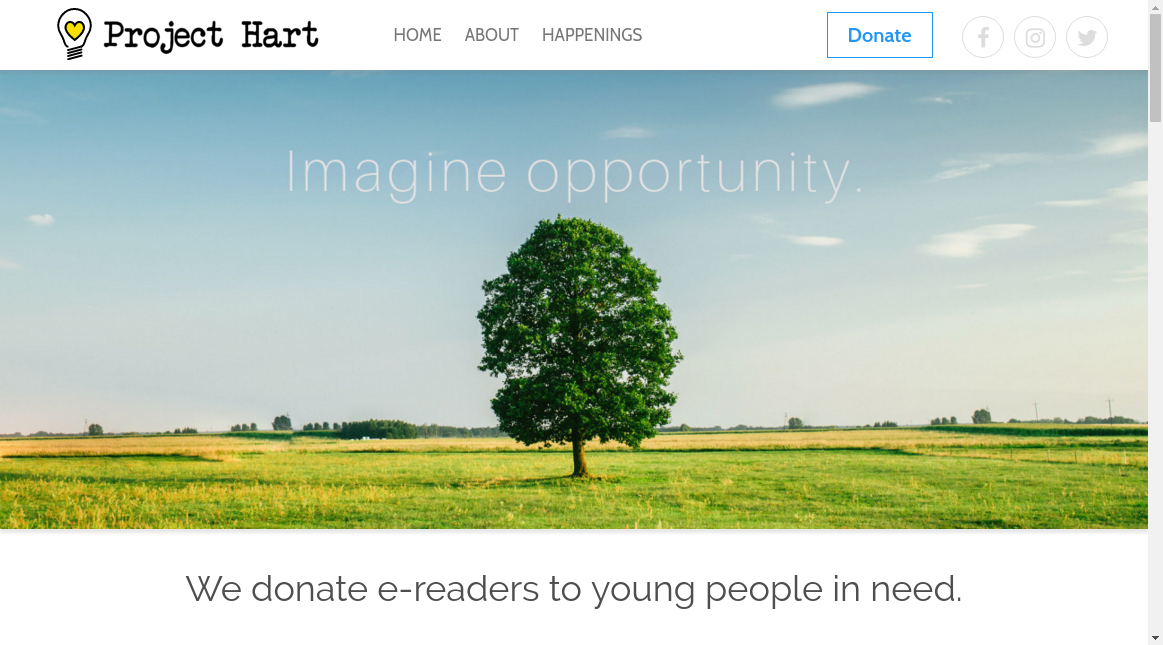 Project Hart
HOME ABOUT HAPPENINGS
Donate
Imagine opportunity.
We donate e-readers to young people in need.